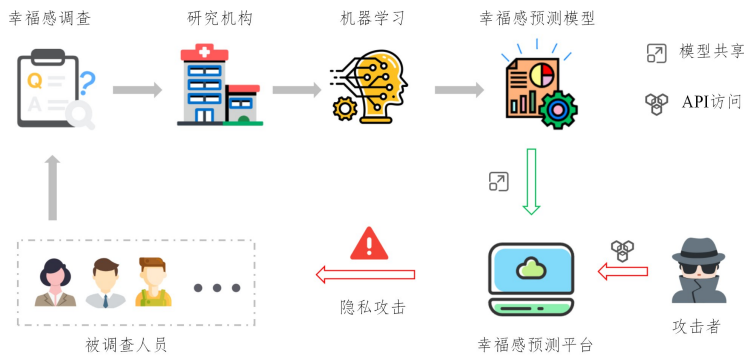 幸福感调查
研究机构
机器学习
幸福感预测模型
模型共享
Q
A
?
API访问
隐私攻击
攻击者
被调查人员
幸福感预测平台